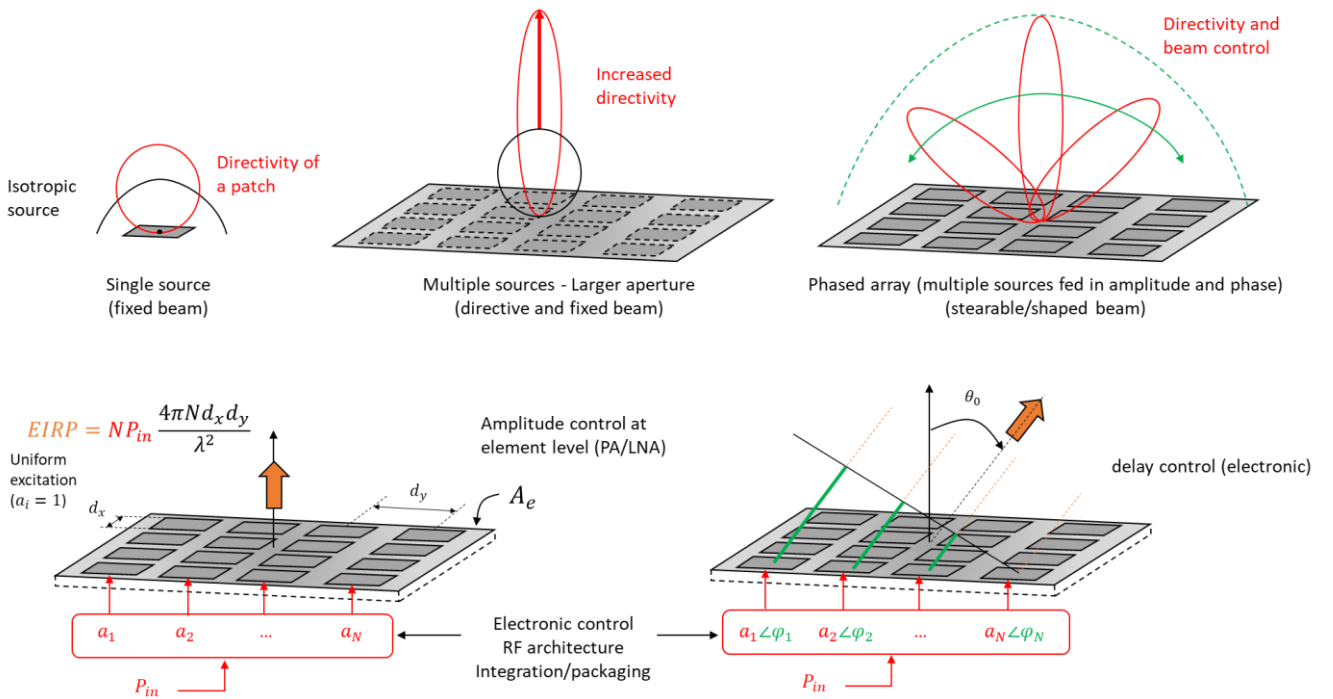 Isotropic
source
Directivity of
a patch
Single source
(fixed beam)
Increased
directivity
Multiple sources - Larger aperture
(directive and fixed beam)
Directivity and
beam control
Phased array (multiple sources fed in amplitude and phase)
(stearable/shaped beam)
EIRP = NP_in 4πNd_xd_y/λ²
Uniform
excitation
(a_i = 1)
d_x
d_y
A_e
Amplitude control at
element level (PA/LNA)
a_1 a_2 ... a_N
P_in
Electronic control
RF architecture
Integration/packaging
θ_0
delay control (electronic)
a_1∠φ_1 a_2∠φ_2 ... a_N∠φ_N
P_in